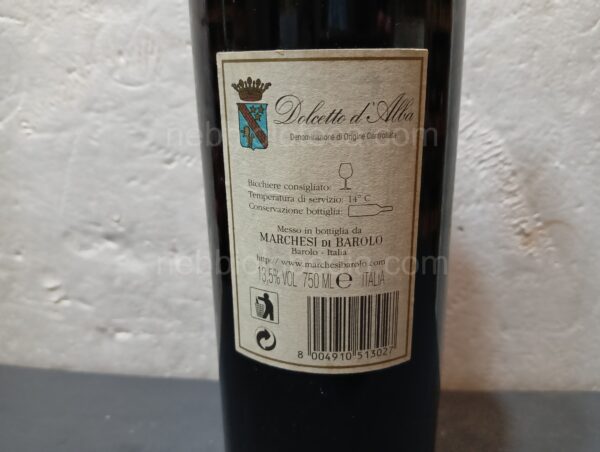 Dolcetto d'Alba
Denominazione di Origine Controllata
Bicchiere consigliato:
Temperatura di servizio: 14° C
Conservazione bottiglia:
Messo in bottiglia da
MARCHESI DI BAROLO
Barolo - Italia
http://www.marchesibarolo.com
13,5% VOL 750 ML e ITALIA
8 004910 513027